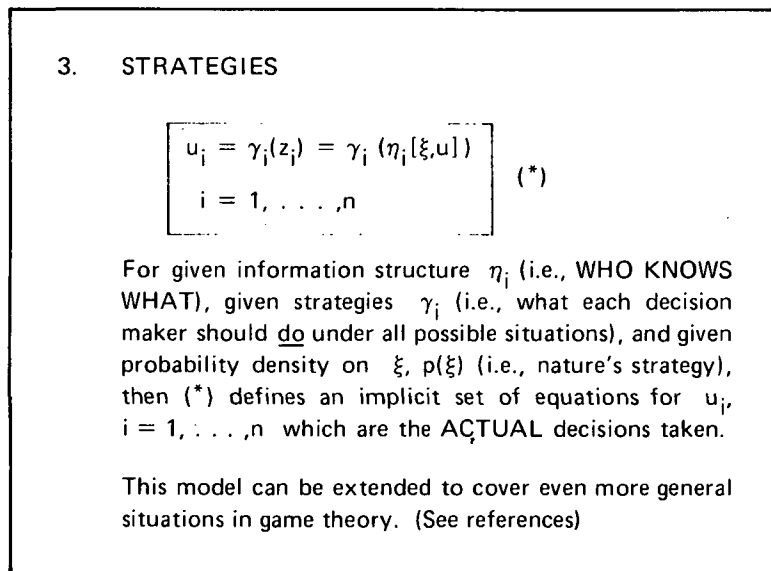 3. STRATEGIES
u_i = γ_i(z_i) = γ_i (η_i[ξ,u])
(*)
i = 1, . . . ,n
For given information structure η_i (i.e., WHO KNOWS
WHAT), given strategies γ_i (i.e., what each decision
maker should do under all possible situations), and given
probability density on ξ, p(ξ) (i.e., nature's strategy),
then (*) defines an implicit set of equations for u_i,
i = 1, . . . ,n which are the ACTUAL decisions taken.
This model can be extended to cover even more general
situations in game theory. (See references)